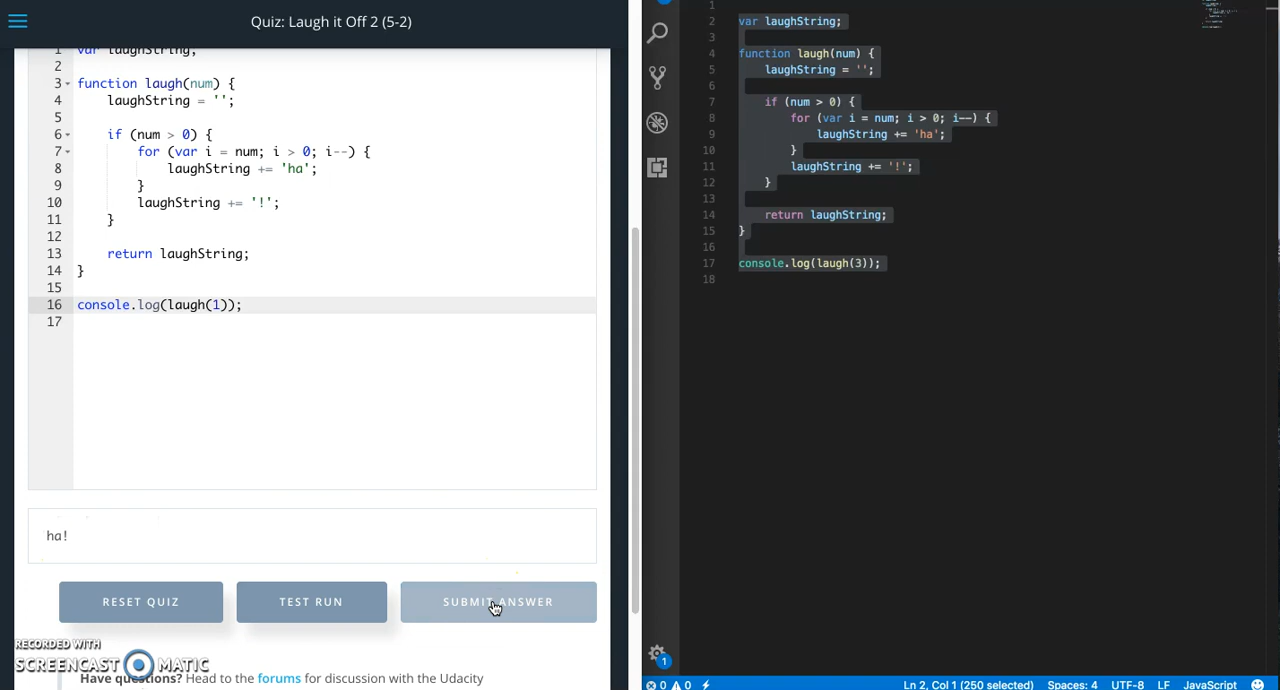 Quiz: Laugh it Off 2 (5-2)
1 var laughString;
2
3 function laugh(num) {
4 laughString = '';
5
6 if (num > 0) {
7 for (var i = num; i > 0; i--) {
8 laughString += 'ha';
9 }
10 laughString += '!';
11 }
12
13 return laughString;
14 }
15
16 console.log(laugh(1));
17
ha!
RESET QUIZ TEST RUN SUBMIT ANSWER
RECORDED WITH
SCREENCAST MATIC
Have questions? Head to the forums for discussion with the Udacity
1
2 var laughString;
3
4 function laugh(num) {
5 laughString = '';
6
7 if (num > 0) {
8 for (var i = num; i > 0; i--) {
9 laughString += 'ha';
10 }
11 laughString += '!';
12 }
13
14 return laughString;
15 }
16
17 console.log(laugh(3));
18
1
0 0 Ln 2, Col 1 (250 selected) Spaces: 4 UTF-8 LF JavaScript